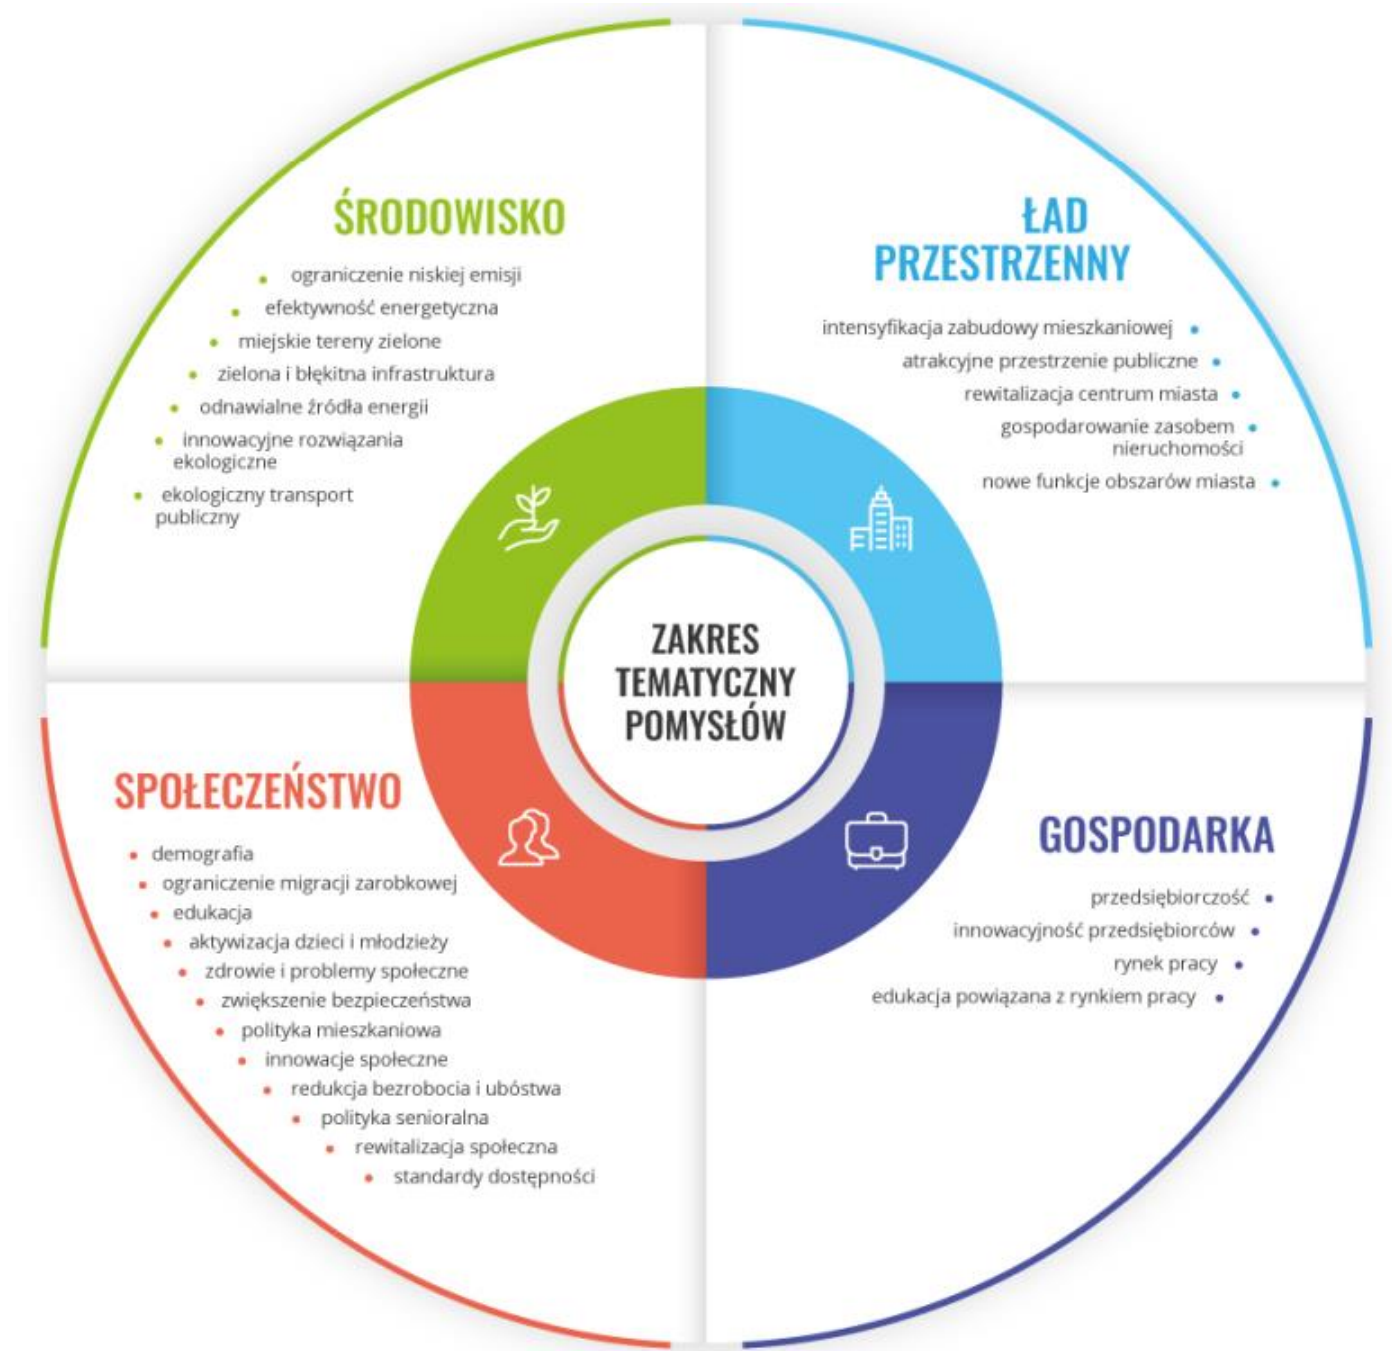 ŚRODOWISKO
ograniczenie niskiej emisji
efektywność energetyczna
miejskie tereny zielone
zielona i błękitna infrastruktura
odnawialne źródła energii
innowacyjne rozwiązania
ekologiczne
ekologiczny transport
publiczny
ŁAD
PRZESTRZENNY
intensyfikacja zabudowy mieszkaniowej
atrakcyjne przestrzenie publiczne
rewitalizacja centrum miasta
gospodarowanie zasobem
nieruchomości
nowe funkcje obszarów miasta
ZAKRES
TEMATYCZNY
POMYSŁÓW
SPOŁECZEŃSTWO
demografia
ograniczenie migracji zarobkowej
edukacja
aktywizacja dzieci i młodzieży
zdrowie i problemy społeczne
zwiększenie bezpieczeństwa
polityka mieszkaniowa
innowacje społeczne
redukcja bezrobocia i ubóstwa
polityka senioralna
rewitalizacja społeczna
standardy dostępności
GOSPODARKA
przedsiębiorczość
innowacyjność przedsiębiorców
rynek pracy
edukacja powiązana z rynkiem pracy